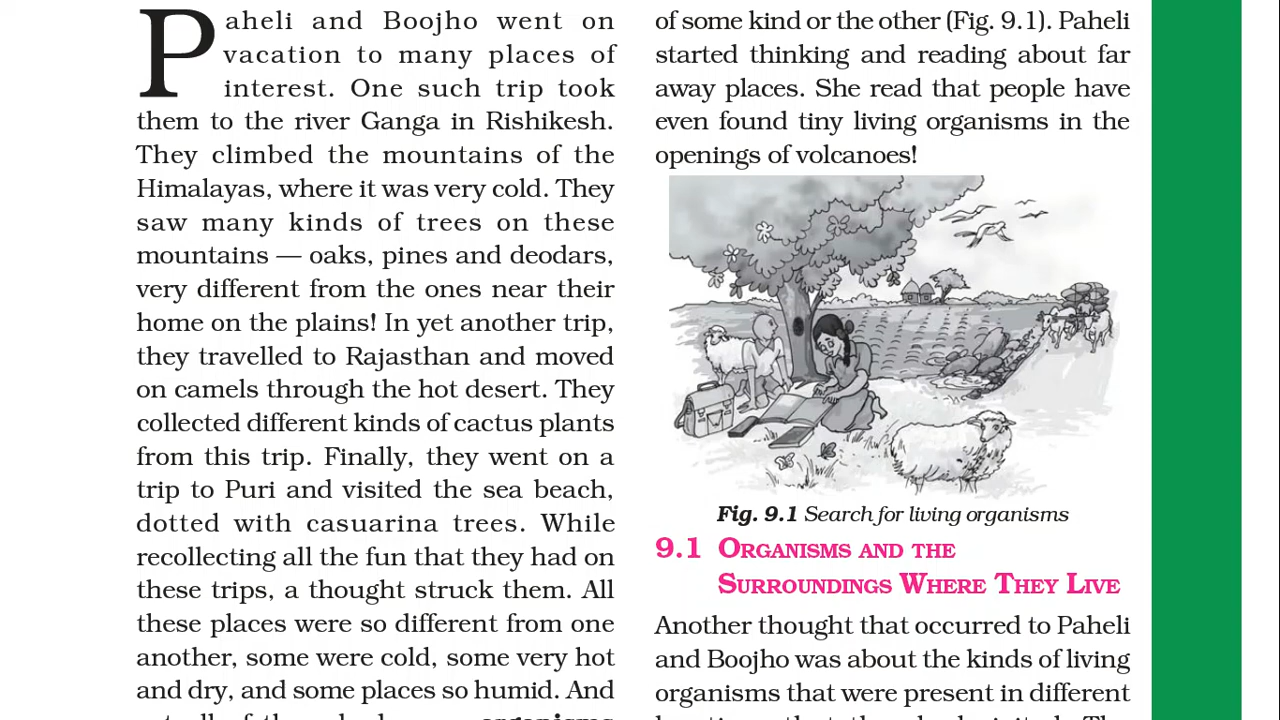 Paheli and Boojho went on
vacation to many places of
interest. One such trip took
them to the river Ganga in Rishikesh.
They climbed the mountains of the
Himalayas, where it was very cold. They
saw many kinds of trees on these
mountains — oaks, pines and deodars,
very different from the ones near their
home on the plains! In yet another trip,
they travelled to Rajasthan and moved
on camels through the hot desert. They
collected different kinds of cactus plants
from this trip. Finally, they went on a
trip to Puri and visited the sea beach,
dotted with casuarina trees. While
recollecting all the fun that they had on
these trips, a thought struck them. All
these places were so different from one
another, some were cold, some very hot
and dry, and some places so humid. And
organisms
of some kind or the other (Fig. 9.1). Paheli
started thinking and reading about far
away places. She read that people have
even found tiny living organisms in the
openings of volcanoes!
Fig. 9.1 Search for living organisms
9.1 Organisms and the
Surroundings Where They Live
Another thought that occurred to Paheli
and Boojho was about the kinds of living
organisms that were present in different